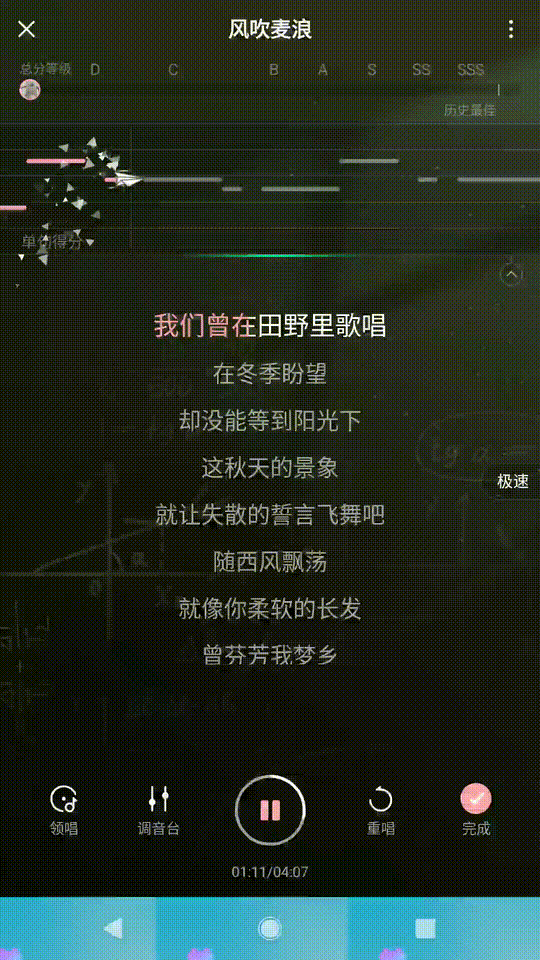 风吹麦浪
总分等级 D C B A S SS SSS
历史最佳
单句得分
我们曾在田野里歌唱
在冬季盼望
却没能等到阳光下
这秋天的景象
极速
就让失散的誓言飞舞吧
随西风飘荡
就像你柔软的长发
曾芬芳我梦乡
领唱 调音台 重唱 完成
01:11/04:07